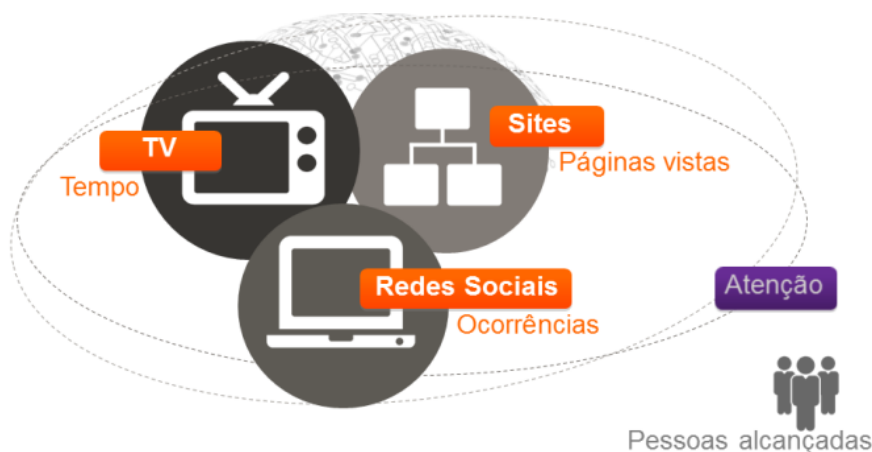 TV
Tempo
Sites
Páginas vistas
Redes Sociais
Ocorrências
Atenção
Pessoas alcançadas